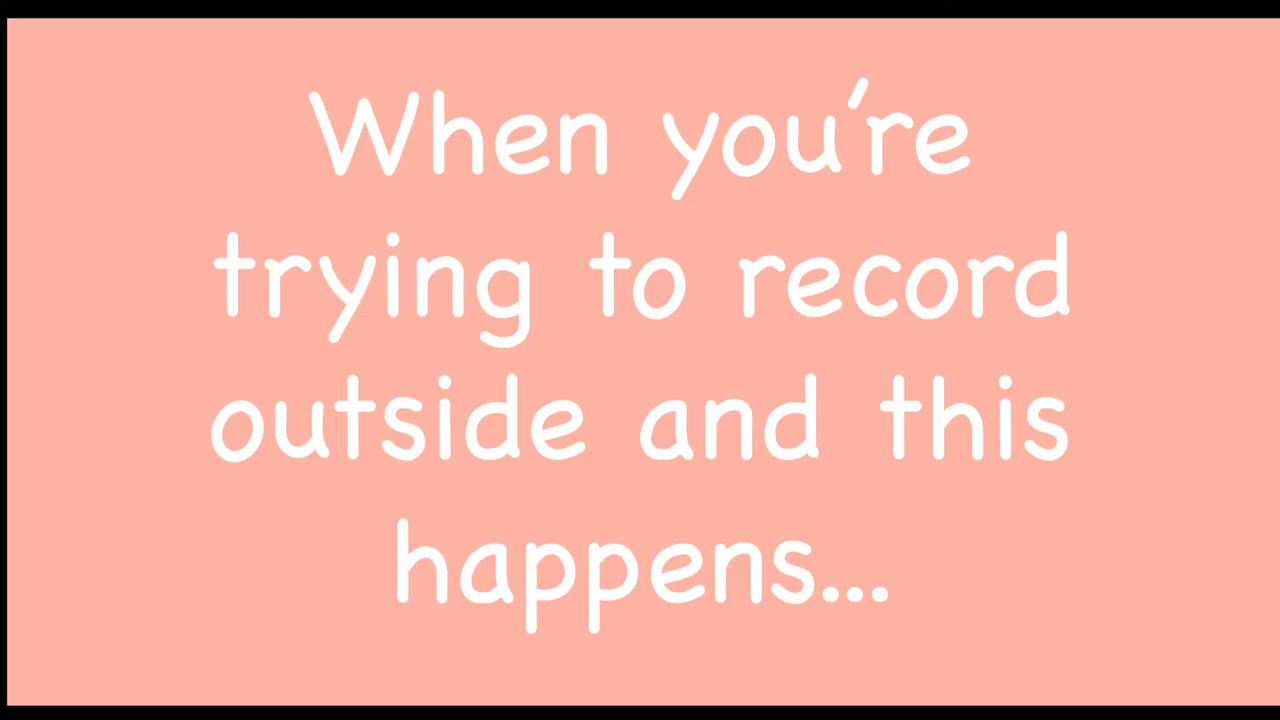 When you're
trying to record
outside and this
happens...